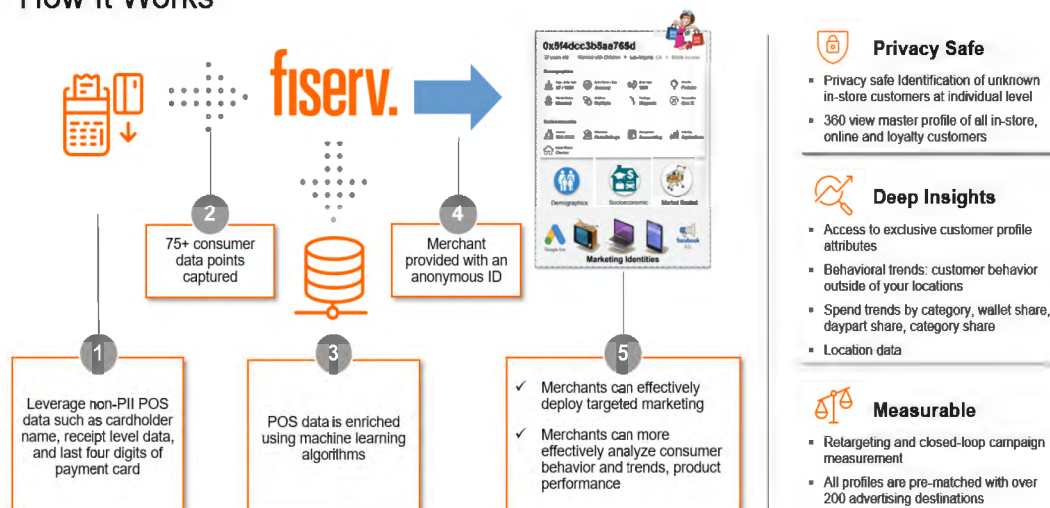 How It Works
fiserv.
0x5f4dcc3b5aa765d
Demographics
Socioeconomic
Market Basket
Google Ads
facebook
Marketing Identities
2
75+ consumer
data points
captured
4
Merchant
provided with an
anonymous ID
1
Leverage non-PII POS
data such as cardholder
name, receipt level data,
and last four digits of
payment card
3
POS data is enriched
using machine learning
algorithms
5
✓ Merchants can effectively
deploy targeted marketing
✓ Merchants can more
effectively analyze consumer
behavior and trends, product
performance
Privacy Safe
▪ Privacy safe Identification of unknown
in-store customers at individual level
▪ 360 view master profile of all in-store,
online and loyalty customers
Deep Insights
▪ Access to exclusive customer profile
attributes
▪ Behavioral trends: customer behavior
outside of your locations
▪ Spend trends by category, wallet share,
daypart share, category share
▪ Location data
Measurable
▪ Retargeting and closed-loop campaign
measurement
▪ All profiles are pre-matched with over
200 advertising destinations